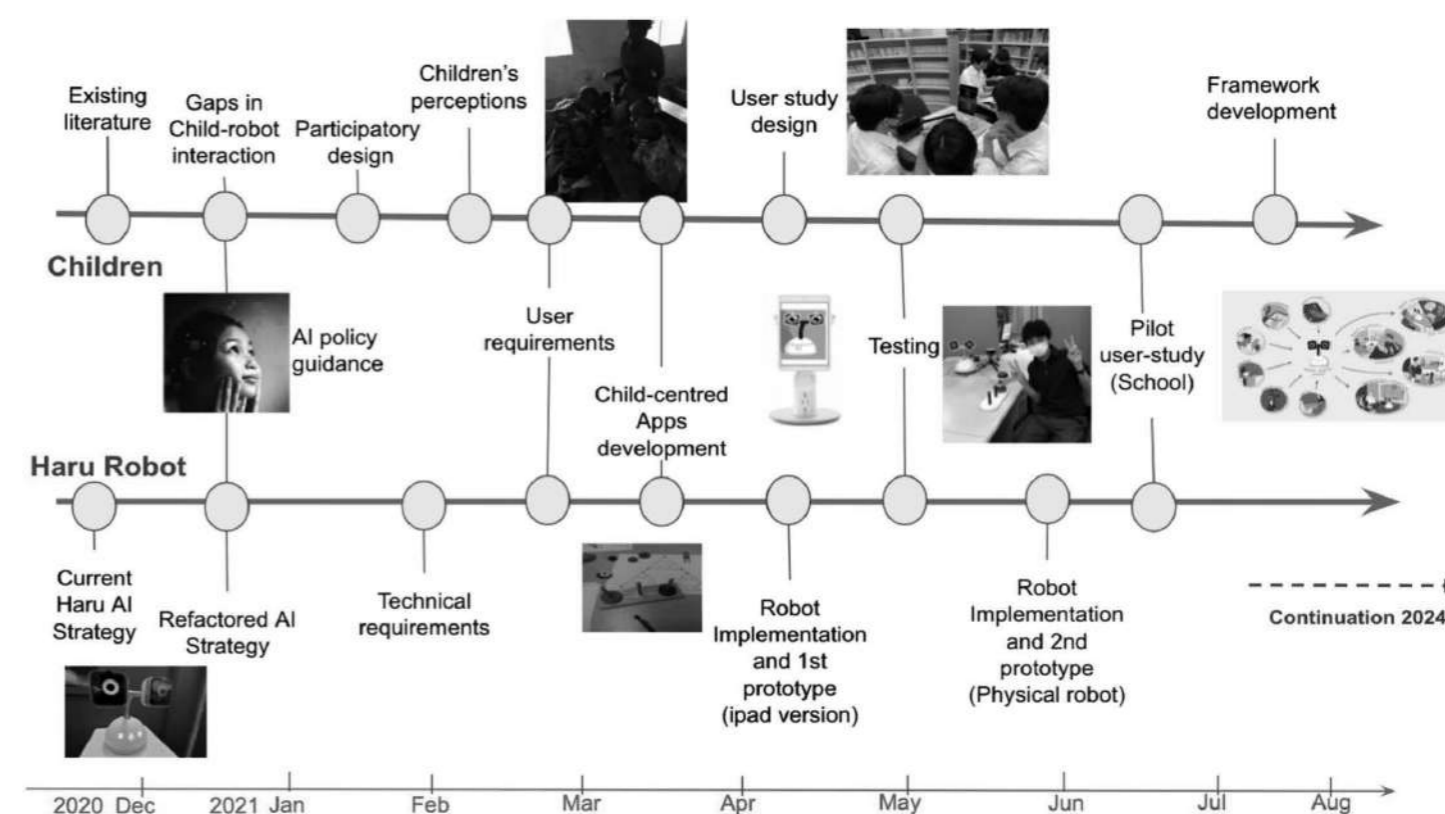 Existing
literature
Gaps in
Child-robot
interaction
Participatory
design
Children's
perceptions
User study
design
Framework
development
Children
AI policy
guidance
User
requirements
Child-centred
Apps
development
Testing
Pilot
user-study
(School)
Haru Robot
Current
Haru AI
Strategy
Refactored AI
Strategy
Technical
requirements
Robot
Implementation
and 1st
prototype
(ipad version)
Robot
Implementation
and 2nd
prototype
(Physical robot)
Continuation 2024
2020 Dec
2021 Jan
Feb
Mar
Apr
May
Jun
Jul
Aug